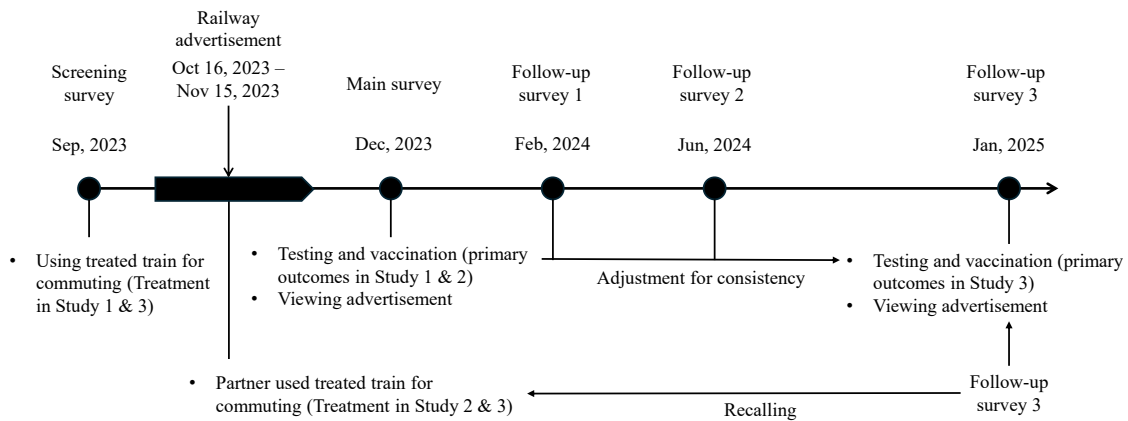 Railway
advertisement
Oct 16, 2023 –
Nov 15, 2023
Screening
survey
Main survey
Follow-up
survey 1
Follow-up
survey 2
Follow-up
survey 3
Sep, 2023
Dec, 2023
Feb, 2024
Jun, 2024
Jan, 2025
• Using treated train for
commuting (Treatment
in Study 1 & 3)
• Testing and vaccination (primary
outcomes in Study 1 & 2)
• Viewing advertisement
Adjustment for consistency
• Testing and vaccination (primary
outcomes in Study 3)
• Viewing advertisement
• Partner used treated train for
commuting (Treatment in Study 2 & 3)
Recalling
Follow-up
survey 3